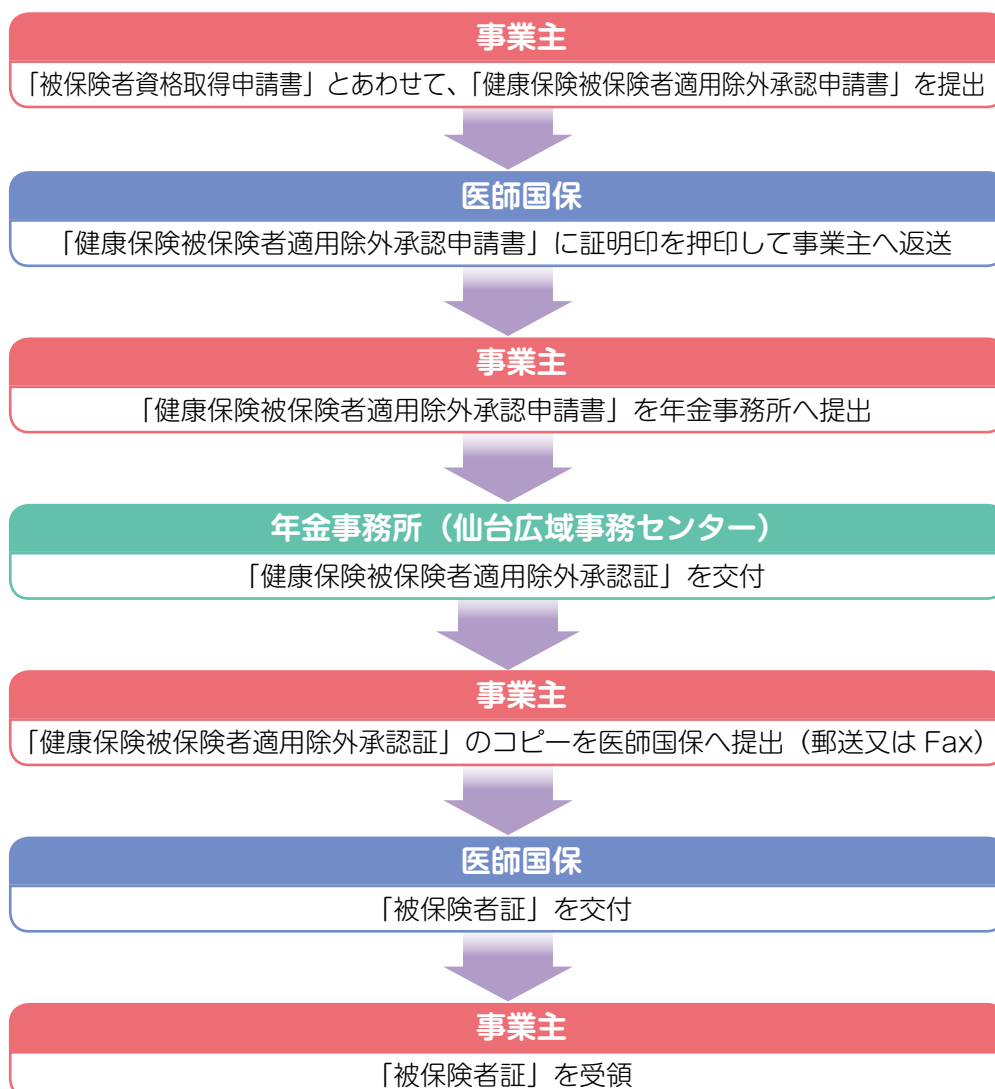 事業主
「被保険者資格取得申請書」とあわせて、「健康保険被保険者適用除外承認申請書」を提出
医師国保
「健康保険被保険者適用除外承認申請書」に証明印を押印して事業主へ返送
事業主
「健康保険被保険者適用除外承認申請書」を年金事務所へ提出
年金事務所（仙台広域事務センター）
「健康保険被保険者適用除外承認証」を交付
事業主
「健康保険被保険者適用除外承認証」のコピーを医師国保へ提出（郵送又は Fax）
医師国保
「被保険者証」を交付
事業主
「被保険者証」を受領